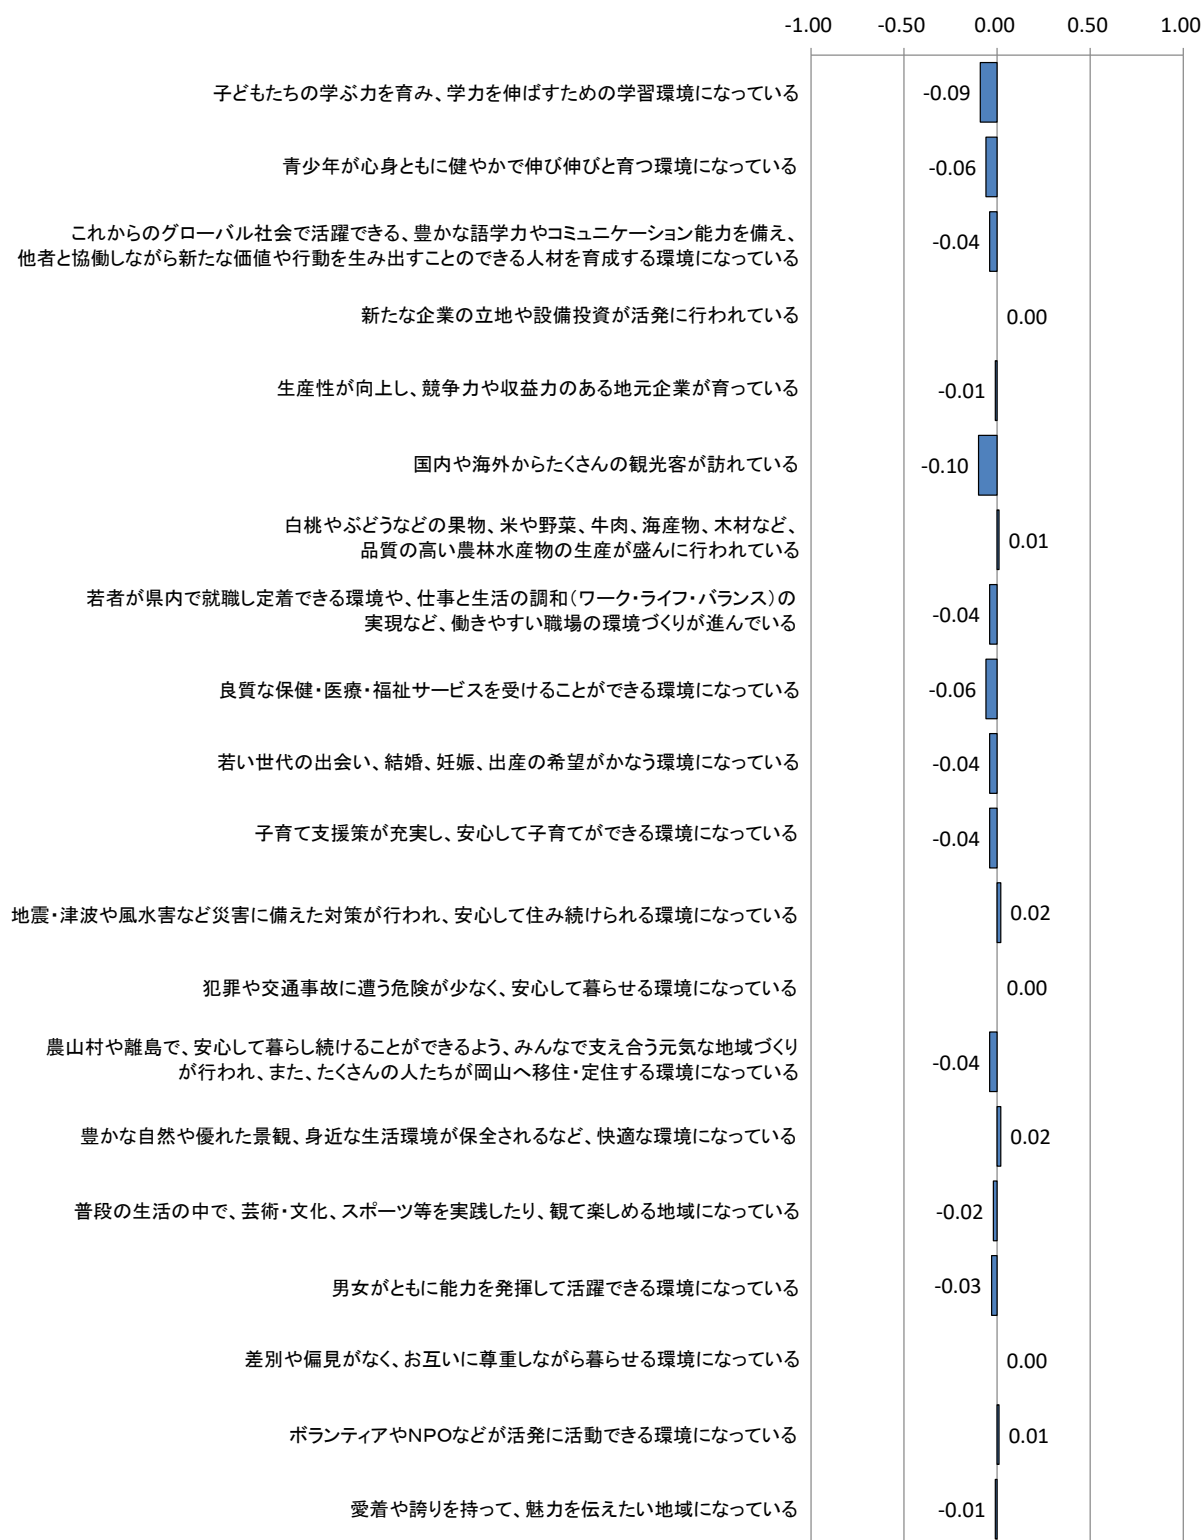 -1.00 -0.50 0.00 0.50 1.00
子どもたちの学ぶ力を育み、学力を伸ばすための学習環境になっている -0.09
青少年が心身ともに健やかで伸び伸びと育つ環境になっている -0.06
これからのグローバル社会で活躍できる、豊かな語学力やコミュニケーション能力を備え、
他者と協働しながら新たな価値や行動を生み出すことのできる人材を育成する環境になっている -0.04
新たな企業の立地や設備投資が活発に行われている 0.00
生産性が向上し、競争力や収益力のある地元企業が育っている -0.01
国内や海外からたくさんの観光客が訪れている -0.10
白桃やぶどうなどの果物、米や野菜、牛肉、海産物、木材など、
品質の高い農林水産物の生産が盛んに行われている 0.01
若者が県内で就職し定着できる環境や、仕事と生活の調和(ワーク・ライフ・バランス)の
実現など、働きやすい職場の環境づくりが進んでいる -0.04
良質な保健・医療・福祉サービスを受けることができる環境になっている -0.06
若い世代の出会い、結婚、妊娠、出産の希望がかなう環境になっている -0.04
子育て支援策が充実し、安心して子育てができる環境になっている -0.04
地震・津波や風水害など災害に備えた対策が行われ、安心して住み続けられる環境になっている 0.02
犯罪や交通事故に遭う危険が少なく、安心して暮らせる環境になっている 0.00
農山村や離島で、安心して暮らし続けることができるよう、みんなで支え合う元気な地域づくり
が行われ、また、たくさんの人たちが岡山へ移住・定住する環境になっている -0.04
豊かな自然や優れた景観、身近な生活環境が保全されるなど、快適な環境になっている 0.02
普段の生活の中で、芸術・文化、スポーツ等を実践したり、観て楽しめる地域になっている -0.02
男女がともに能力を発揮して活躍できる環境になっている -0.03
差別や偏見がなく、お互いに尊重しながら暮らせる環境になっている 0.00
ボランティアやNPOなどが活発に活動できる環境になっている 0.01
愛着や誇りを持って、魅力を伝えたい地域になっている -0.01